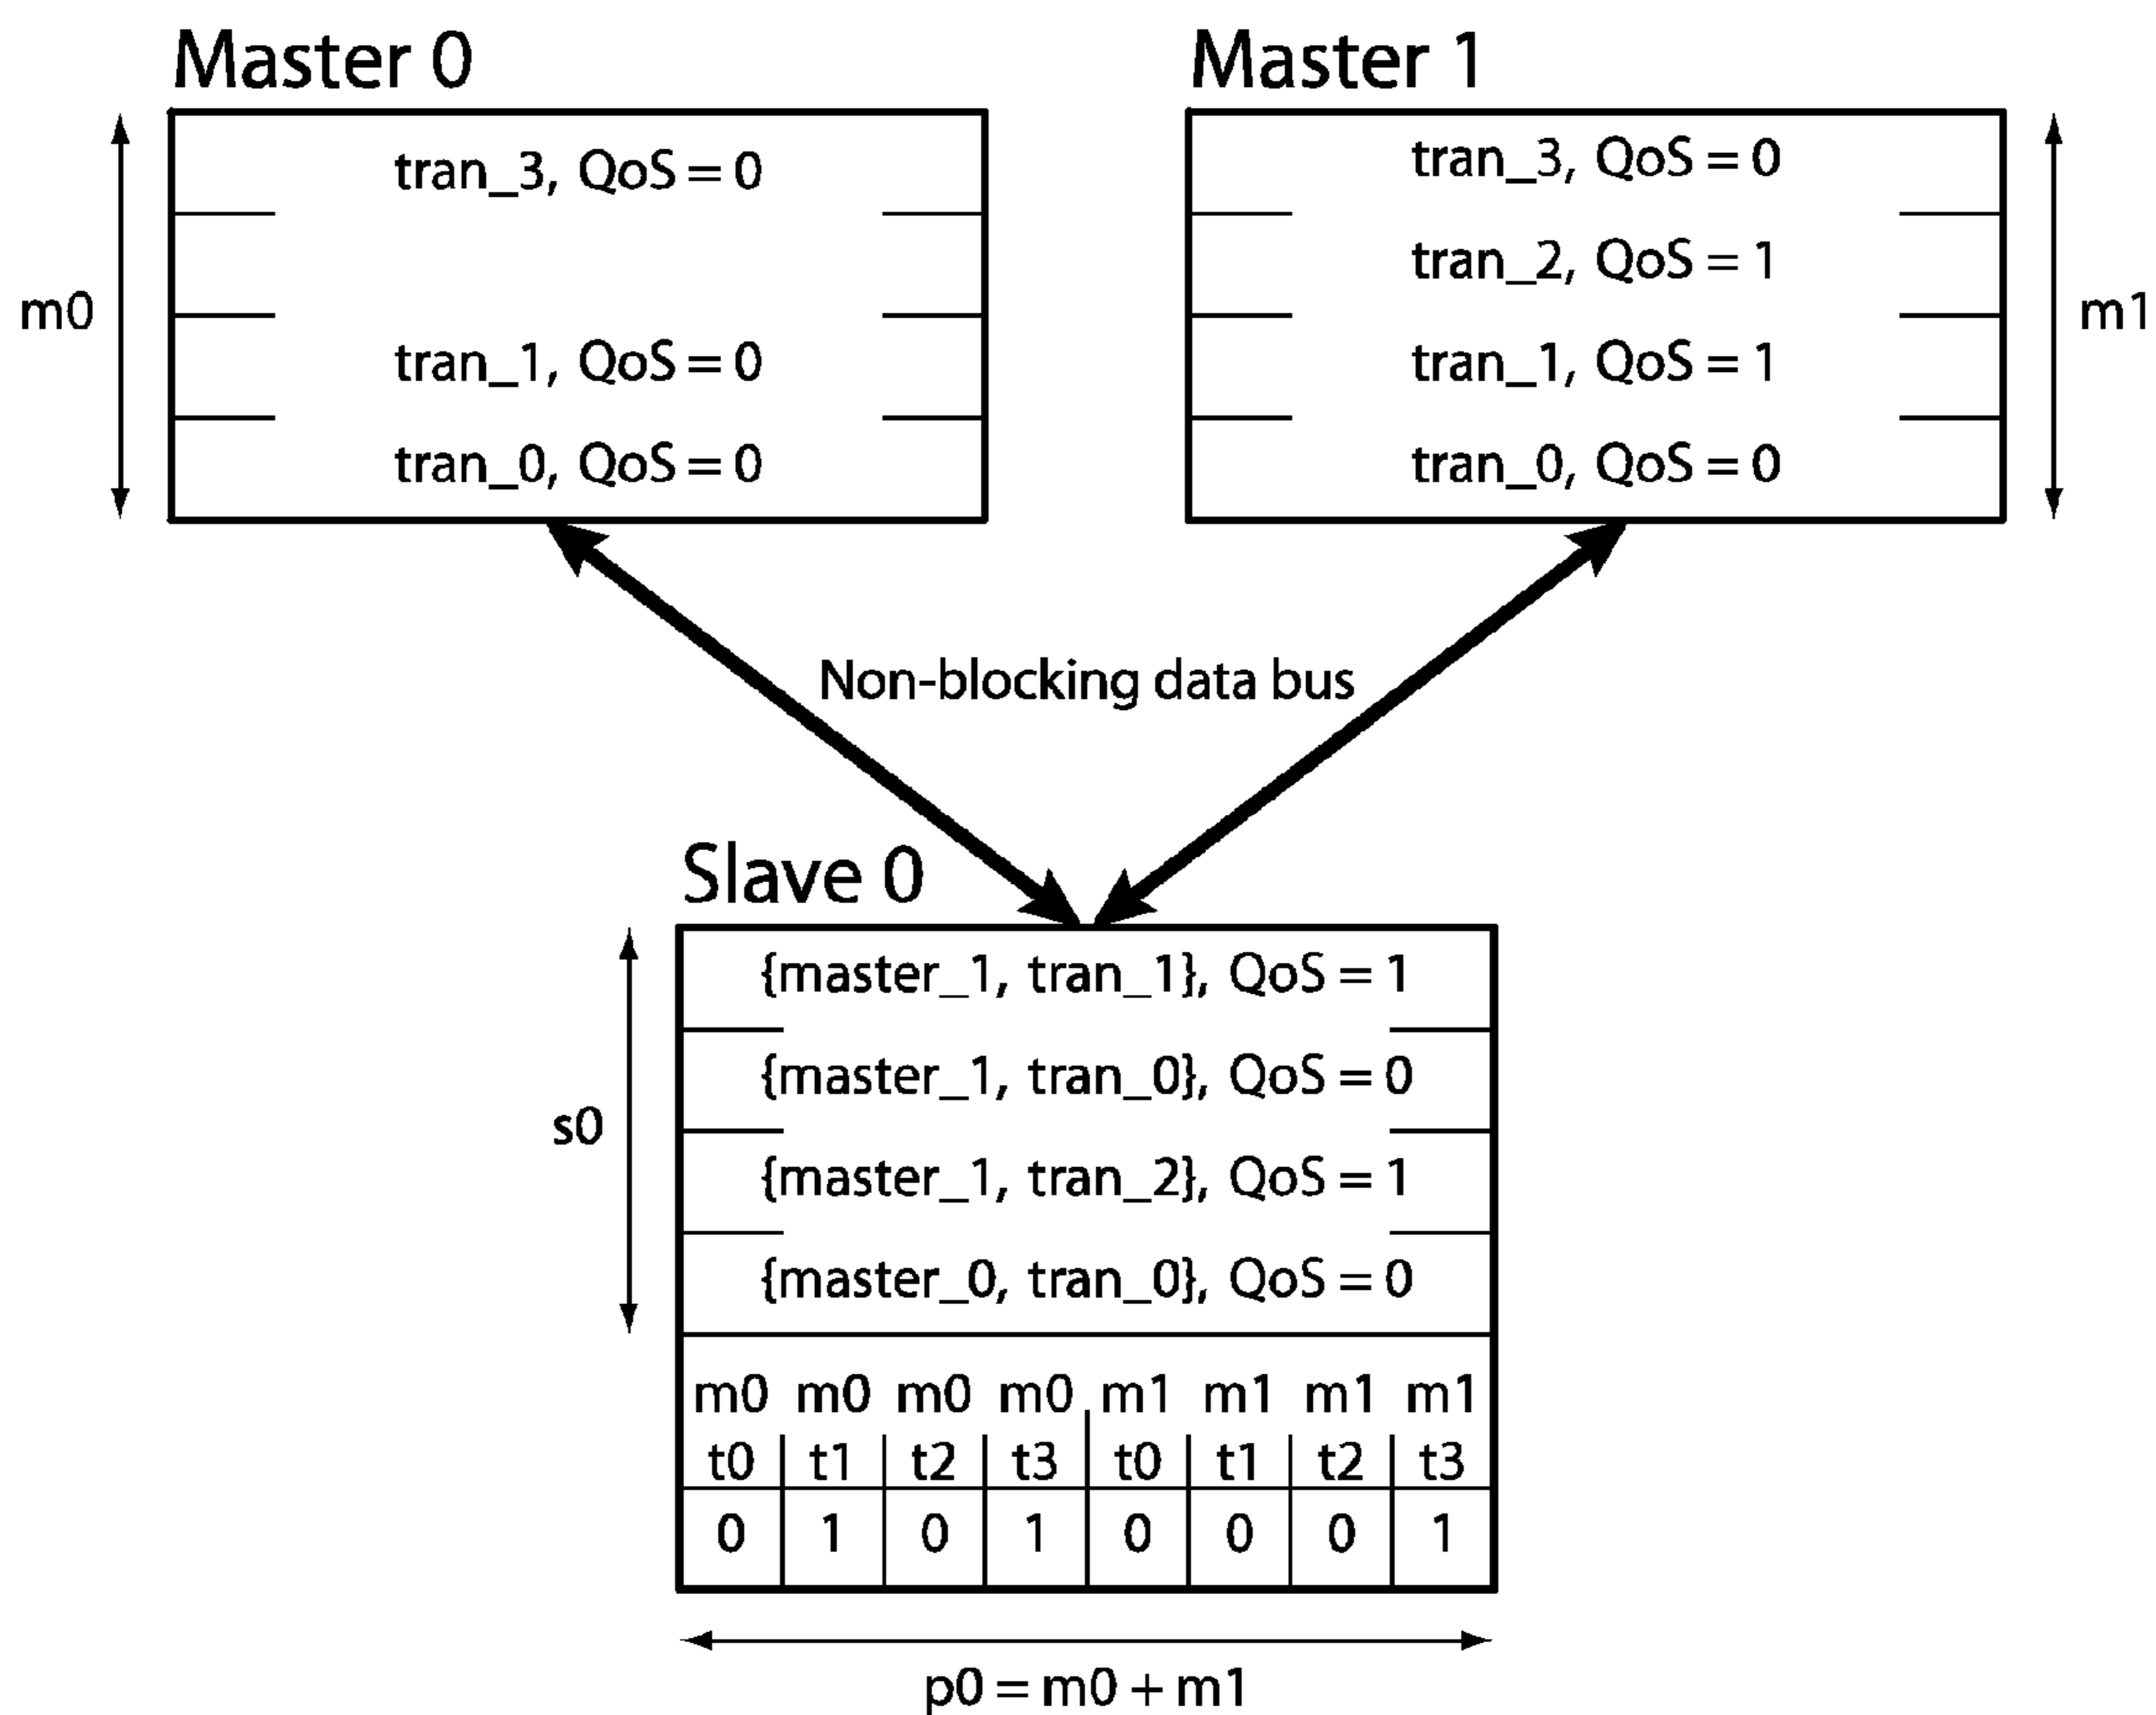 Master 0
tran_3, QoS = 0
tran_1, QoS = 0
tran_0, QoS = 0
m0
Master 1
tran_3, QoS = 0
tran_2, QoS = 1
tran_1, QoS = 1
tran_0, QoS = 0
m1
Non-blocking data bus
Slave 0
{master_1, tran_1}, QoS = 1
{master_1, tran_0}, QoS = 0
{master_1, tran_2}, QoS = 1
{master_0, tran_0}, QoS = 0
s0
m0 m0 m0 m0 m1 m1 m1 m1
t0 t1 t2 t3 t0 t1 t2 t3
0 1 0 1 0 0 0 1
p0 = m0 + m1